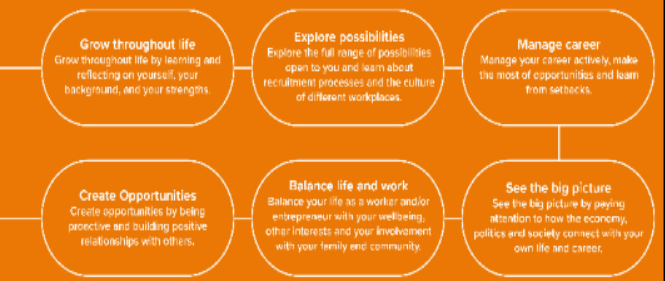 Grow throughout life
Grow throughout life by learning and
reflecting on yourself, your
background, and your strengths.
Explore possibilities
Explore the full range of possibilities
open to you and learn about
recruitment processes and the culture
of different workplaces.
Manage career
Manage your career actively, make
the most of opportunities and learn
from setbacks.
Create Opportunities
Create opportunities by being
proactive and building positive
relationships with others.
Balance life and work
Balance your life as a worker and/or
entrepreneur with your wellbeing,
other interests and your involvement
with your family and community.
See the big picture
See the big picture by paying
attention to how the economy,
politics and society connect with your
own life and career.